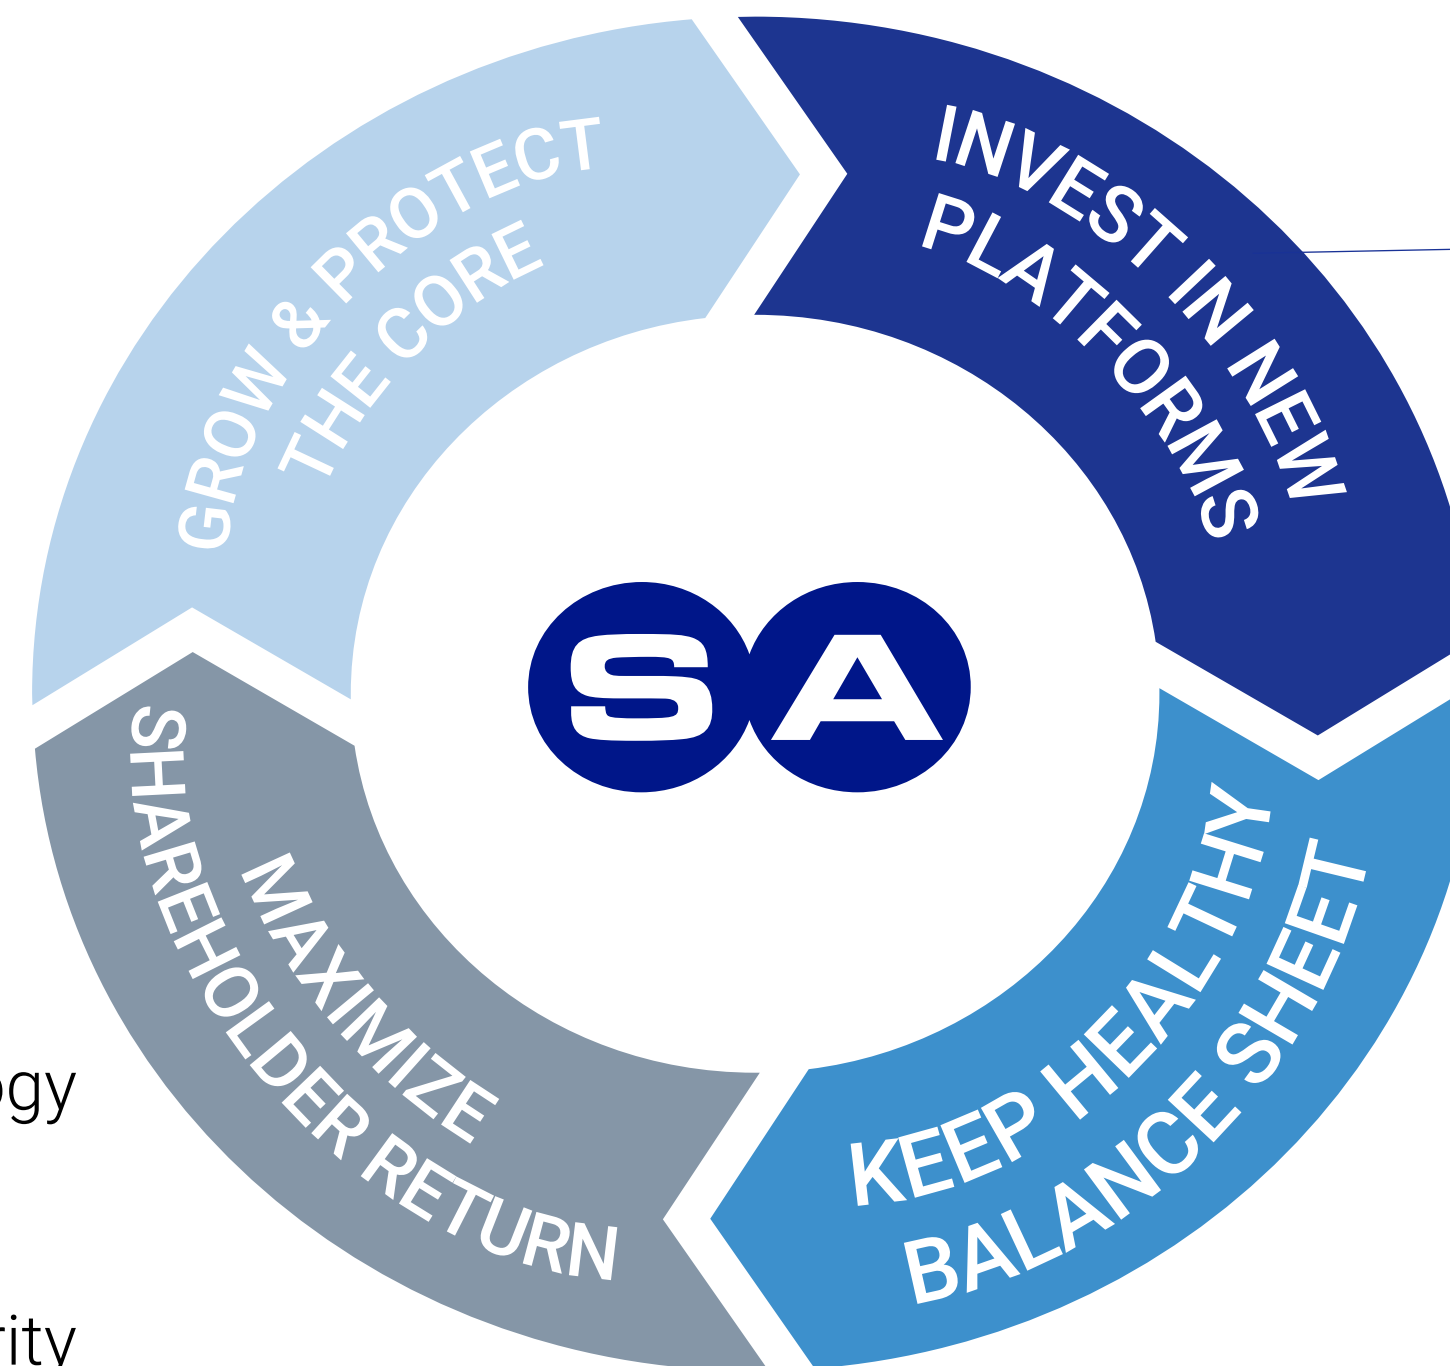 GROW & PROTECT
THE CORE
INVEST IN NEW
PLATFORMS
SA
KEEP HEALTHY
BALANCE SHEET
MAXIMIZE
SHAREHOLDER RETURN